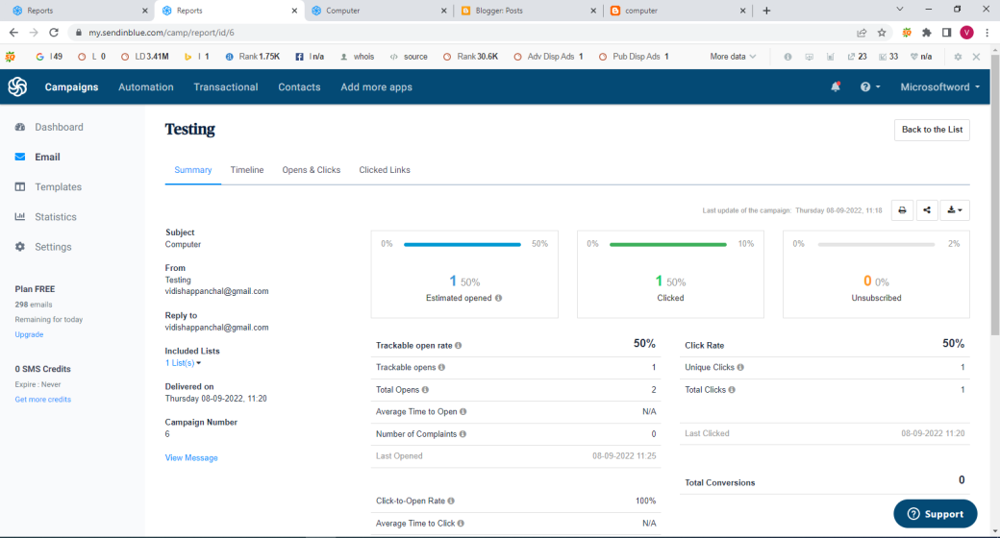 Reports
Reports
Computer
Blogger: Posts
computer
my.sendinblue.com/camp/report/id/6
I 49
L 0
LD 3.41M
I 1
Rank 1.75K
I n/a
whois
source
Rank 30.6K
Adv Disp Ads 1
Pub Disp Ads 1
More data
23
33
n/a
Campaigns
Automation
Transactional
Contacts
Add more apps
Microsoftword
Dashboard
Email
Templates
Statistics
Settings
Plan FREE
298 emails
Remaining for today
Upgrade
0 SMS Credits
Expire : Never
Get more credits
Testing
Back to the List
Summary
Timeline
Opens & Clicks
Clicked Links
Last update of the campaign: Thursday 08-09-2022, 11:18
Subject
Computer
From
Testing
vidishappanchal@gmail.com
Reply to
vidishappanchal@gmail.com
Included Lists
1 List(s)
Delivered on
Thursday 08-09-2022, 11:20
Campaign Number
6
View Message
0% 50%
1 50%
Estimated opened
0% 10%
1 50%
Clicked
0% 2%
0 0%
Unsubscribed
Trackable open rate 50%
Trackable opens 1
Total Opens 2
Average Time to Open N/A
Number of Complaints 0
Last Opened 08-09-2022 11:25
Click-to-Open Rate 100%
Average Time to Click N/A
Click Rate 50%
Unique Clicks 1
Total Clicks 1
Last Clicked 08-09-2022 11:20
Total Conversions 0
Support